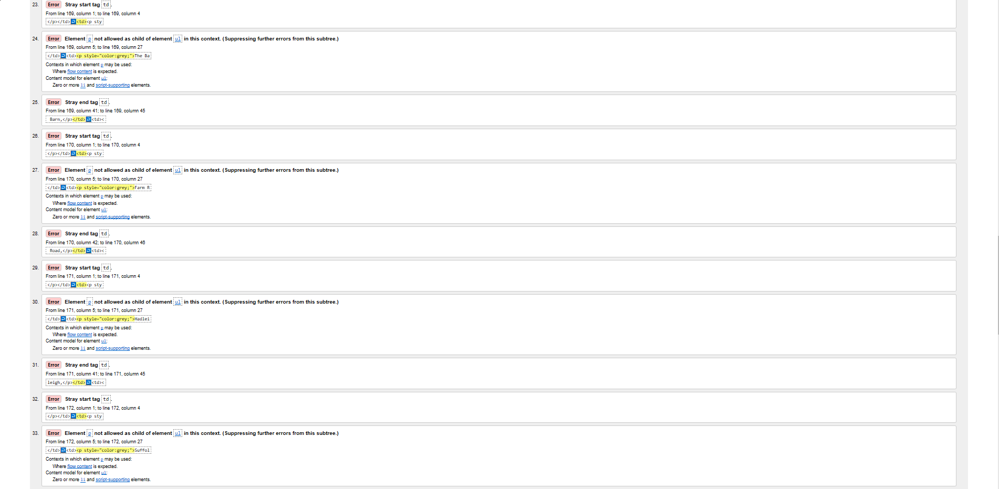 23. Error Stray start tag td.
From line 169, column 1; to line 169, column 4
</p></td>↩<td><p sty
24. Error Element p not allowed as child of element ul in this context. (Suppressing further errors from this subtree.)
From line 169, column 5; to line 169, column 27
</td>↩<td><p style="color:grey;">The Ba
Contexts in which element p may be used:
Where flow content is expected.
Content model for element ul:
Zero or more li and script-supporting elements.
25. Error Stray end tag td.
From line 169, column 41; to line 169, column 45
Barn,</p></td>↩<td><
26. Error Stray start tag td.
From line 170, column 1; to line 170, column 4
</p></td>↩<td><p sty
27. Error Element p not allowed as child of element ul in this context. (Suppressing further errors from this subtree.)
From line 170, column 5; to line 170, column 27
</td>↩<td><p style="color:grey;">Farm R
Contexts in which element p may be used:
Where flow content is expected.
Content model for element ul:
Zero or more li and script-supporting elements.
28. Error Stray end tag td.
From line 170, column 42; to line 170, column 46
Road,</p></td>↩<td><
29. Error Stray start tag td.
From line 171, column 1; to line 171, column 4
</p></td>↩<td><p sty
30. Error Element p not allowed as child of element ul in this context. (Suppressing further errors from this subtree.)
From line 171, column 5; to line 171, column 27
</td>↩<td><p style="color:grey;">Hadlei
Contexts in which element p may be used:
Where flow content is expected.
Content model for element ul:
Zero or more li and script-supporting elements.
31. Error Stray end tag td.
From line 171, column 41; to line 171, column 45
leigh,</p></td>↩<td><
32. Error Stray start tag td.
From line 172, column 1; to line 172, column 4
</p></td>↩<td><p sty
33. Error Element p not allowed as child of element ul in this context. (Suppressing further errors from this subtree.)
From line 172, column 5; to line 172, column 27
</td>↩<td><p style="color:grey;">Suffol
Contexts in which element p may be used:
Where flow content is expected.
Content model for element ul:
Zero or more li and script-supporting elements.